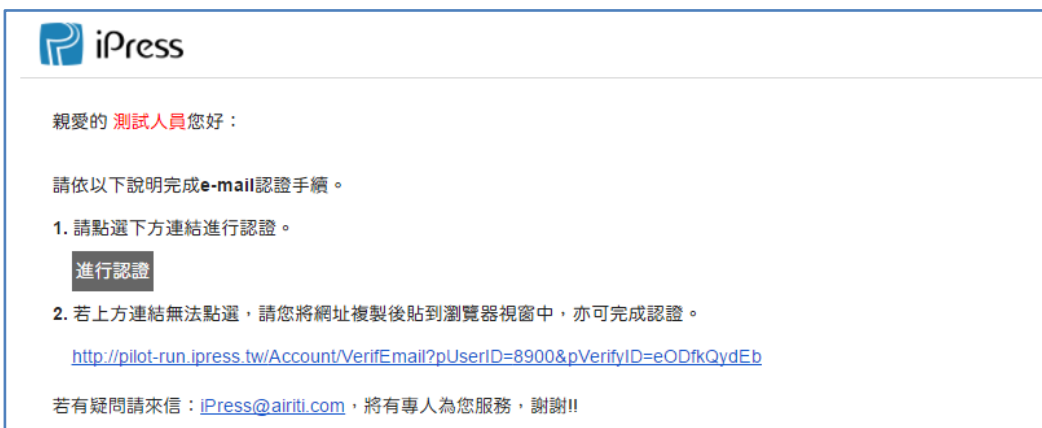 iPress
親愛的 測試人員您好：
請依以下說明完成e-mail認證手續。
1. 請點選下方連結進行認證。
進行認證
2. 若上方連結無法點選，請您將網址複製後貼到瀏覽器視窗中，亦可完成認證。
http://pilot-run.ipress.tw/Account/VerifEmail?pUserID=8900&pVerifyID=eODfkQydEb
若有疑問請來信：iPress@airiti.com，將有專人為您服務，謝謝!!